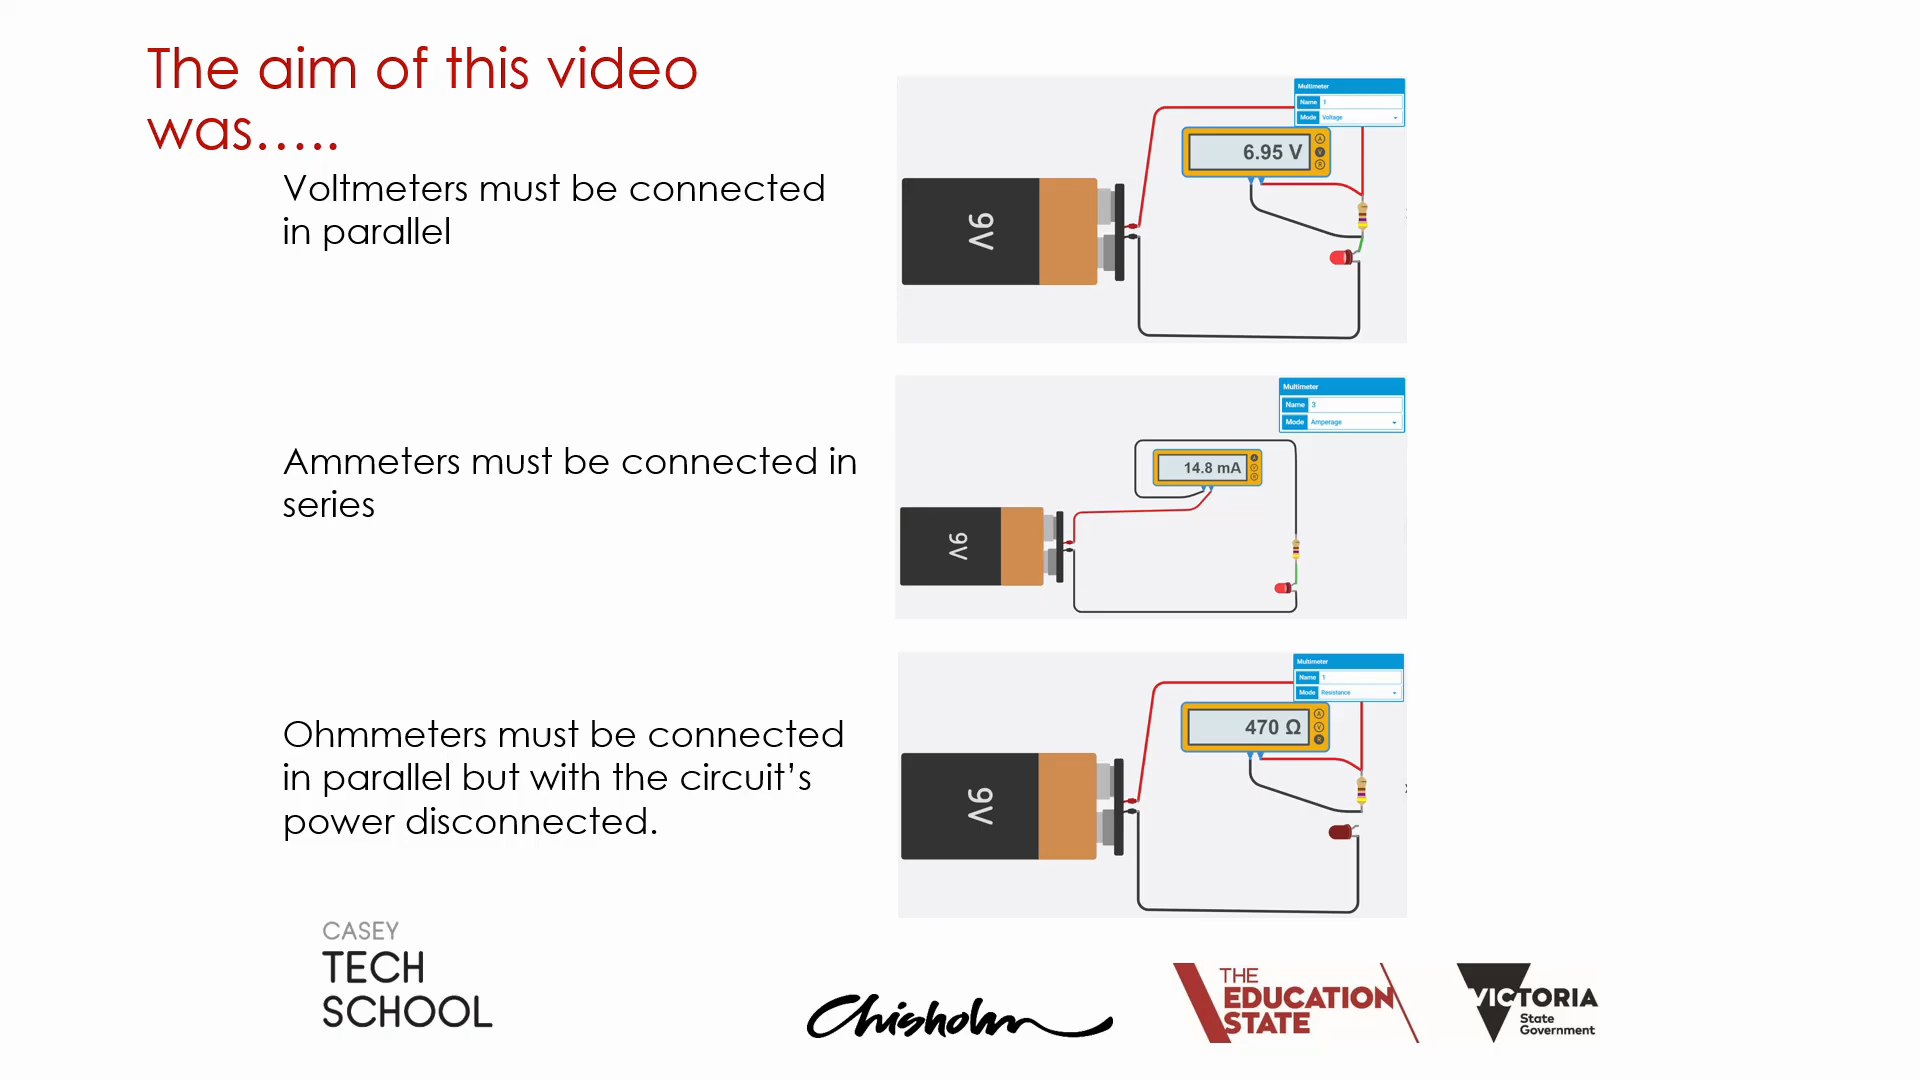 The aim of this video
was.....
Voltmeters must be connected
in parallel
Multimeter
Name 1
Mode Voltage
6.95 V
A
V
R
9V
Ammeters must be connected in
series
Multimeter
Name 3
Mode Amperage
14.8 mA
A
V
R
9V
Ohmmeters must be connected
in parallel but with the circuit’s
power disconnected.
Multimeter
Name 1
Mode Resistance
470 Ω
A
V
R
9V
CASEY
TECH
SCHOOL
Chisholm
THE
EDUCATION
STATE
VICTORIA
State
Government